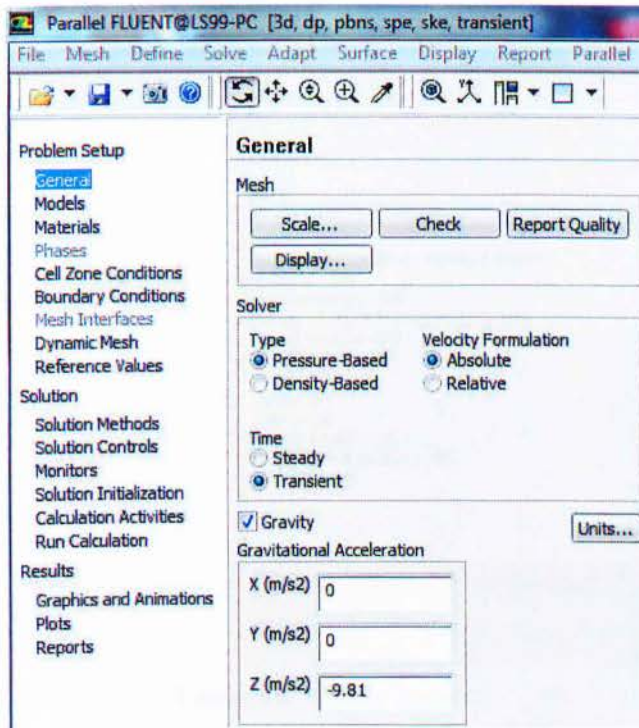 Parallel FLUENT@LS99-PC [3d, dp, pbns, spe, ske, transient]
File Mesh Define Solve Adapt Surface Display Report Parallel
Problem Setup
General
Models
Materials
Phases
Cell Zone Conditions
Boundary Conditions
Mesh Interfaces
Dynamic Mesh
Reference Values
Solution
Solution Methods
Solution Controls
Monitors
Solution Initialization
Calculation Activities
Run Calculation
Results
Graphics and Animations
Plots
Reports
General
Mesh
Scale... Check Report Quality
Display...
Solver
Type Velocity Formulation
Pressure-Based Absolute
Density-Based Relative
Time
Steady
Transient
Gravity Units...
Gravitational Acceleration
X (m/s2) 0
Y (m/s2) 0
Z (m/s2) -9.81